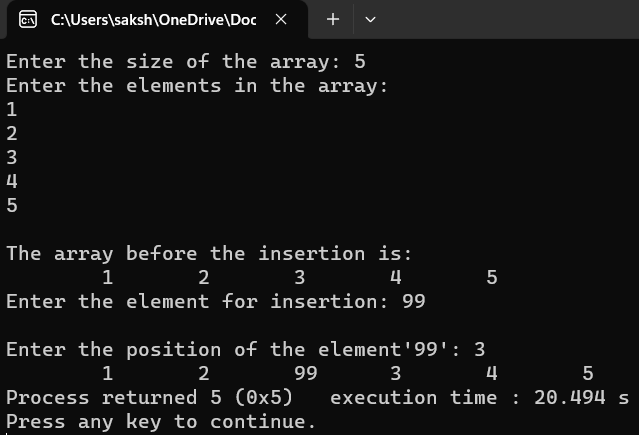 C:\Users\saksh\OneDrive\Doc
Enter the size of the array: 5
Enter the elements in the array:
1
2
3
4
5
The array before the insertion is:
1 2 3 4 5
Enter the element for insertion: 99
Enter the position of the element'99': 3
1 2 99 3 4 5
Process returned 5 (0x5) execution time : 20.494 s
Press any key to continue.